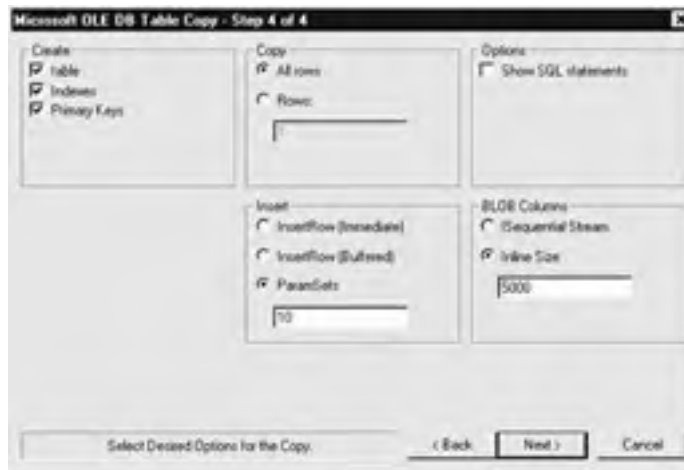 Microsoft OLE DB Table Copy - Step 4 of 4
Create
table
Indexes
Primary Keys
Copy
All rows
Rows:
Options
Show SQL statements
Insert
InsertRow (Immediate)
InsertRow (Buffered)
ParamSets
10
BLOB Columns
ISequential Stream
Inline Size:
5000
Select Desired Options for the Copy.
< Back
Next >
Cancel